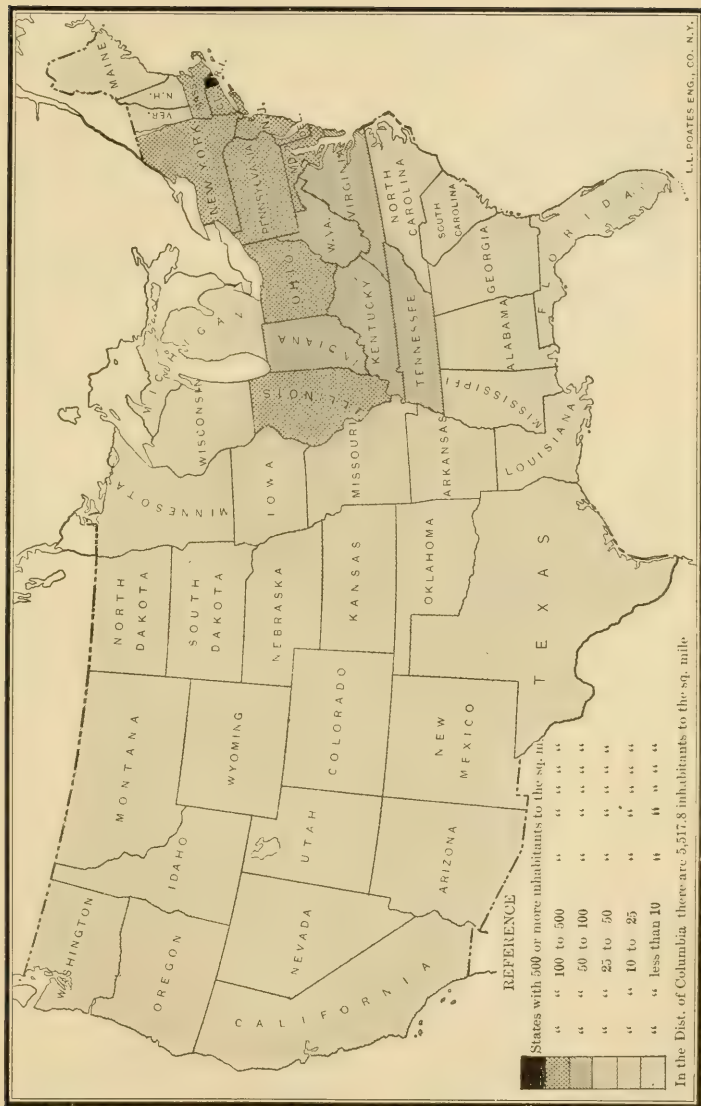 WASHINGTON
OREGON
CALIFORNIA
NEVADA
IDAHO
MONTANA
WYOMING
UTAH
ARIZONA
COLORADO
NEW
MEXICO
NORTH
DAKOTA
SOUTH
DAKOTA
NEBRASKA
KANSAS
OKLAHOMA
TEXAS
MINNESOTA
IOWA
MISSOURI
ARKANSAS
LOUISIANA
WISCONSIN
ILLINOIS
KENTUCKY
TENNESSEE
MISSISSIPPI
ALABAMA
OHIO
W.VA.
VIRGINIA
NORTH
CAROLINA
SOUTH
CAROLINA
GEORGIA
FLORIDA
PENNSYLVANIA
NEW YORK
MD.
VER.
N.H.
MAINE
R.I.
REFERENCE
States with 500 or more inhabitants to the sq. mi.
“ “ 100 to 500 “ “ “ “ “
“ “ 50 to 100 “ “ “ “ “
“ “ 25 to 50 “ “ “ “ “
“ “ 10 to 25 “ “ “ “ “
“ “ less than 10 “ “ “ “ “
In the Dist. of Columbia there are 5,517.8 inhabitants to the sq. mile
L.L. POATES ENG., CO. N.Y.